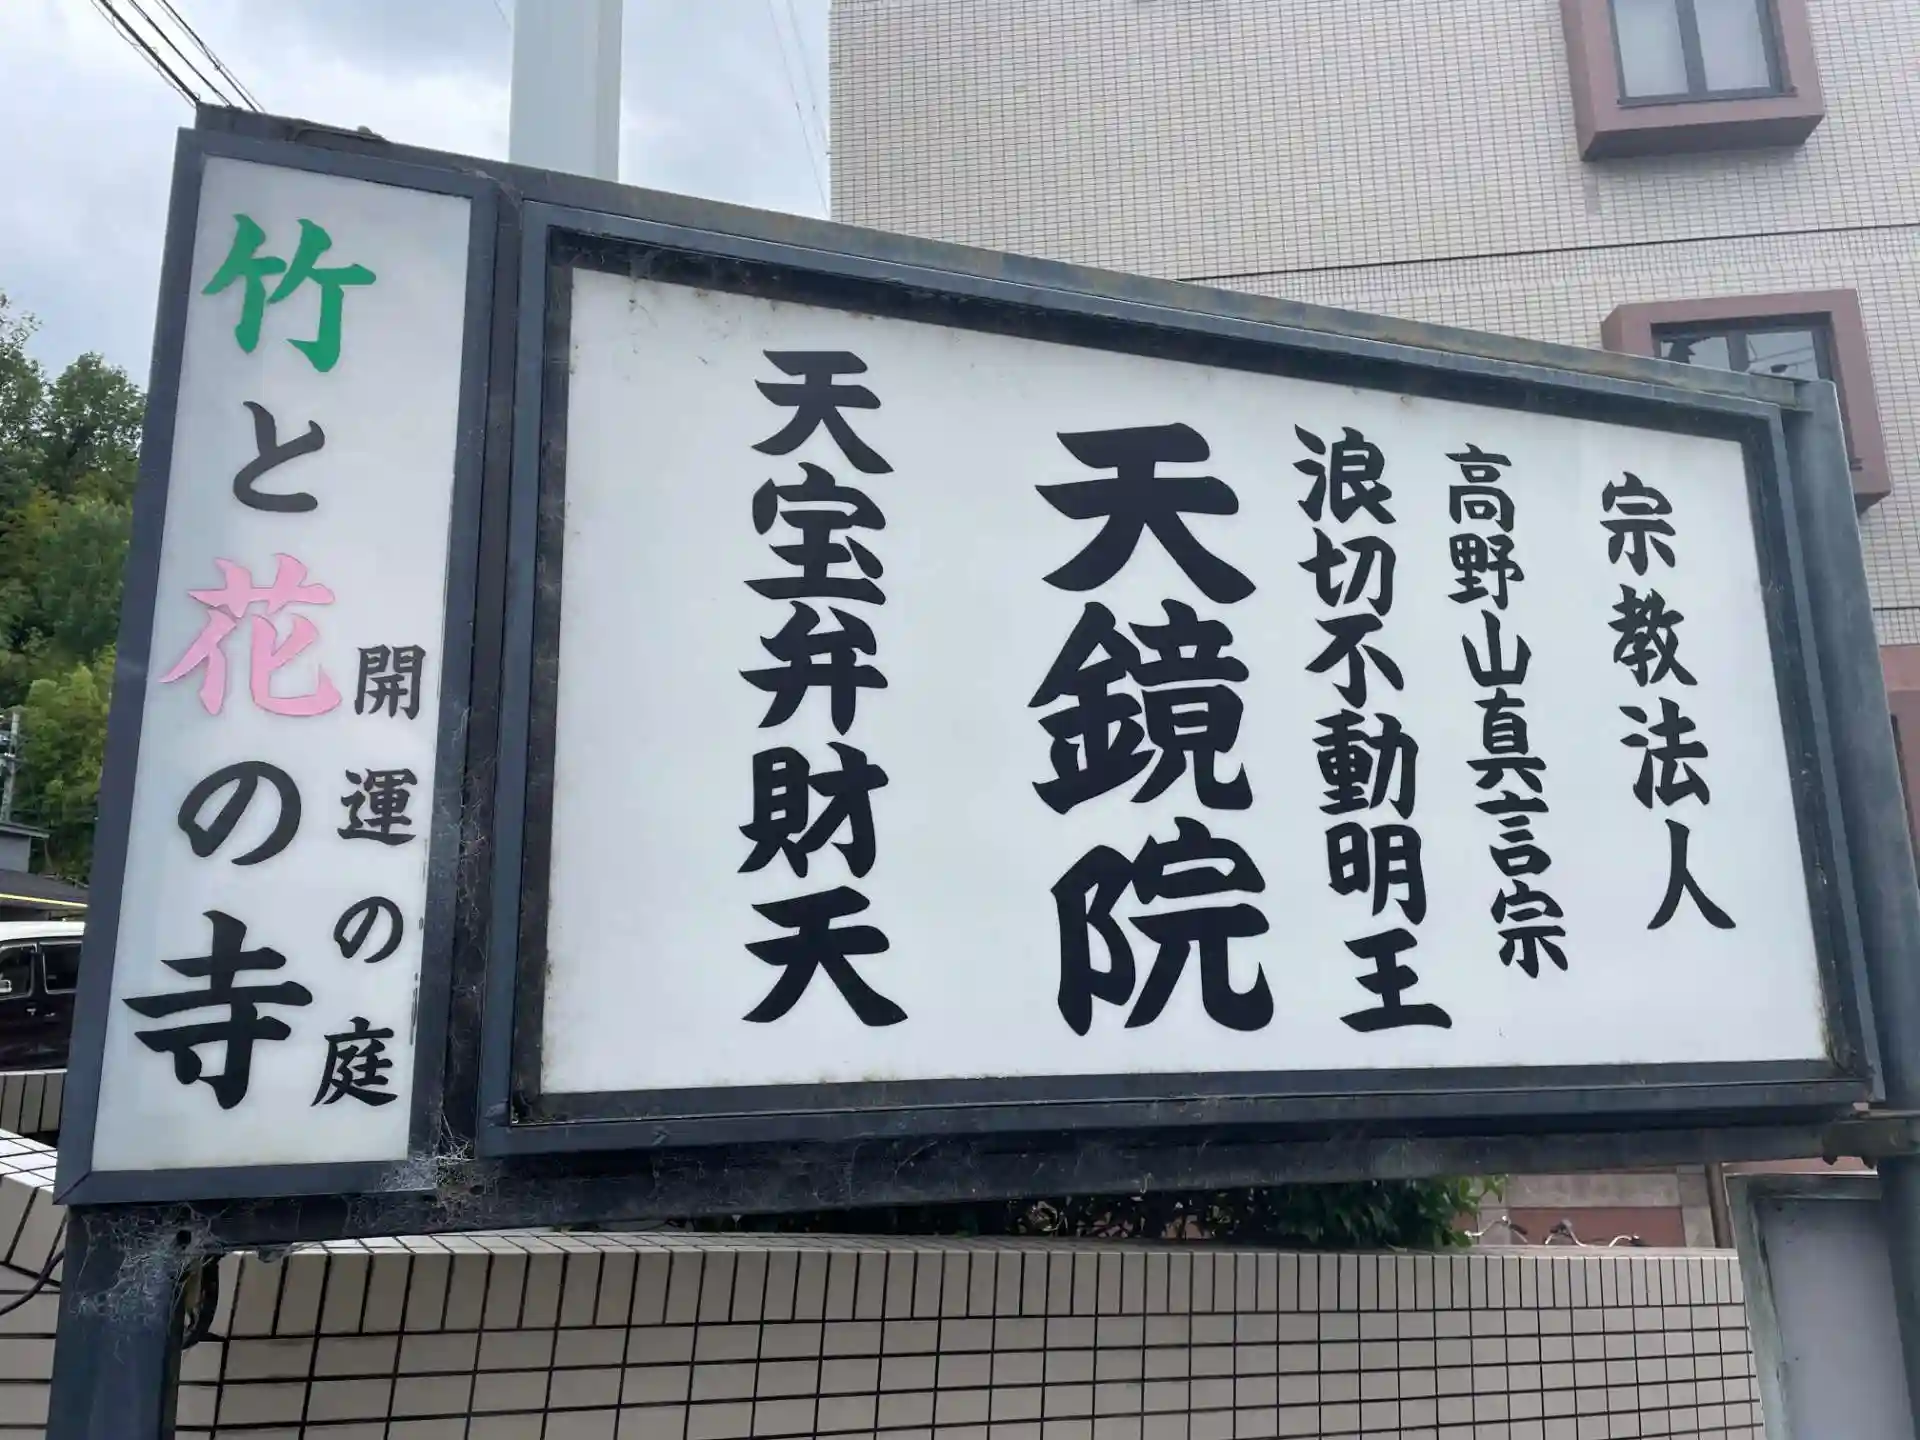 宗教法人
高野山真言宗
浪切不動明王
天鏡院
天宝弁財天
開運の庭
竹と花の寺